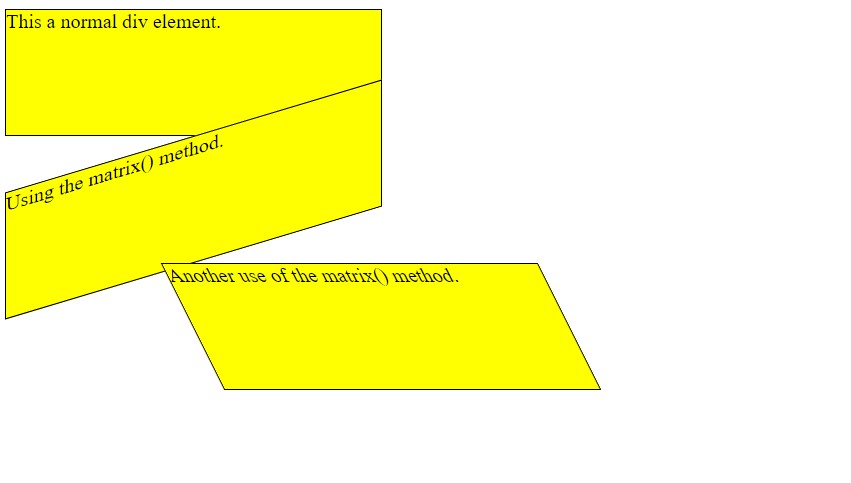 This a normal div element.
Using the matrix() method.
Another use of the matrix() method.